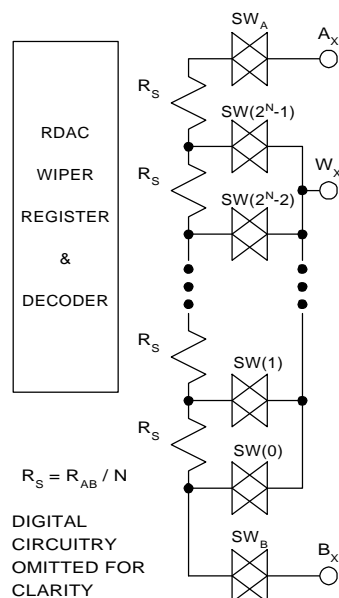 SW_A
A_X
R_S
SW(2^N-1)
RDAC
WIPER
REGISTER
&
DECODER
R_S
W_X
SW(2^N-2)
R_S
SW(1)
R_S
SW(0)
R_S = R_AB / N
DIGITAL
CIRCUITRY
OMITTED FOR
CLARITY
SW_B
B_X